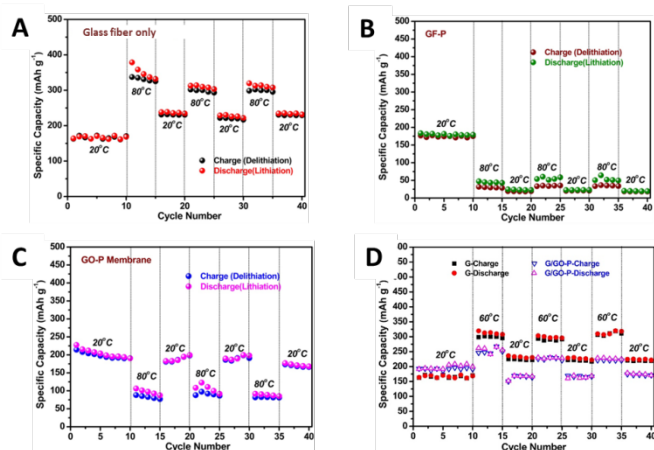 A
Glass fiber only
Specific Capacity (mAh g⁻¹)
500
400
300
200
100
0
20°C
80°C
20°C
80°C
20°C
80°C
20°C
Charge (Delithiation)
Discharge(Lithiation)
0 5 10 15 20 25 30 35 40
Cycle Number
B
GF-P
Specific Capacity (mAh g⁻¹)
500
450
400
350
300
250
200
150
100
50
0
Charge (Delithiation)
Discharge(Lithiation)
20°C
80°C
20°C
80°C
20°C
80°C
20°C
0 5 10 15 20 25 30 35 40
Cycle Number
C
GO-P Membrane
Specific Capacity (mAh g⁻¹)
500
450
400
350
300
250
200
150
100
50
0
Charge (Delithiation)
Discharge(Lithiation)
20°C
80°C
20°C
80°C
20°C
80°C
20°C
0 5 10 15 20 25 30 35 40
Cycle Number
D
Specific Capacity (mAh g⁻¹)
00
00
400
350
300
250
200
150
100
50
0
G-Charge
G-Discharge
G/GO-P-Charge
G/GO-P-Discharge
20°C
60°C
20°C
60°C
20°C
60°C
20°C
0 5 10 15 20 25 30 35 40
Cycle Number